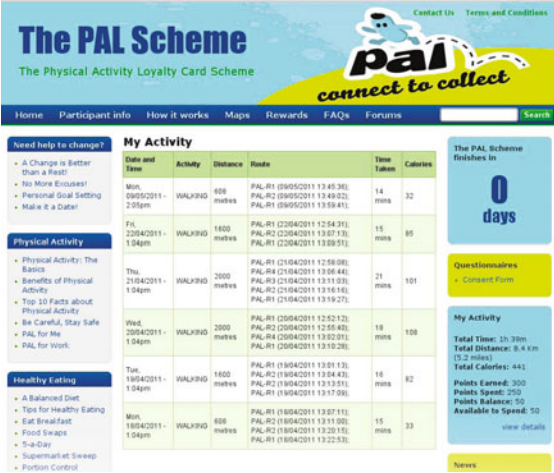 Contact Us Terms and Conditions
The PAL Scheme
The Physical Activity Loyalty Card Scheme
pal
connect to collect
Home Participant info How it works Maps Rewards FAQs Forums Search
Need help to change?
A Change is Better
than a Rest!
No More Excuses!
Personal Goal Setting
Make it a Date!
Physical Activity
Physical Activity: The
Basics
Benefits of Physical
Activity
Top 10 Facts about
Physical Activity
Be Careful, Stay Safe
PAL for Me
PAL for Work
Healthy Eating
A Balanced Diet
Tips for Healthy Eating
Eat Breakfast
Food Swaps
5-a-Day
Supermarket Sweep
Portion Control
My Activity
Date and
Time Activity Distance Route Time
Taken Calories
Mon,
09/05/2011 -
2:05pm
WALKING
608
metres
PAL-R1 (09/05/2011 13:45:36);
PAL-R2 (09/05/2011 13:49:02);
PAL-R1 (09/05/2011 13:59:41);
14
mins
32
Fri,
22/04/2011 -
1:04pm
WALKING
1600
metres
PAL-R1 (22/04/2011 12:54:31);
PAL-R2 (22/04/2011 13:07:13);
PAL-R1 (22/04/2011 13:09:51);
15
mins
85
Thu,
21/04/2011 -
1:04pm
WALKING
2000
metres
PAL-R1 (21/04/2011 12:58:08);
PAL-R4 (21/04/2011 13:06:44);
PAL-R3 (21/04/2011 13:11:03);
PAL-R2 (21/04/2011 13:16:16);
PAL-R1 (21/04/2011 13:19:27);
21
mins
101
Wed,
20/04/2011 -
1:04pm
WALKING
2000
metres
PAL-R1 (20/04/2011 12:52:12);
PAL-R2 (20/04/2011 12:55:40);
PAL-R4 (20/04/2011 13:02:01);
PAL-R1 (20/04/2011 13:10:28);
18
mins
108
Tue,
19/04/2011 -
1:04pm
WALKING
1600
metres
PAL-R1 (19/04/2011 13:01:13);
PAL-R2 (19/04/2011 13:04:43);
PAL-R2 (19/04/2011 13:13:51);
PAL-R1 (19/04/2011 13:17:09);
16
mins
82
Mon,
18/04/2011 -
1:04pm
WALKING
608
metres
PAL-R1 (18/04/2011 13:07:11);
PAL-R2 (18/04/2011 13:11:00);
PAL-R2 (18/04/2011 13:20:15);
PAL-R1 (18/04/2011 13:22:53);
15
mins
33
The PAL Scheme
finishes in
0
days
Questionnaires
Consent Form
My Activity
Total Time: 1h 39m
Total Distance: 8.4 Km
(5.2 miles)
Total Calories: 441
Points Earned: 300
Points Spent: 250
Points Balance: 50
Available to Spend: 50
view details
News